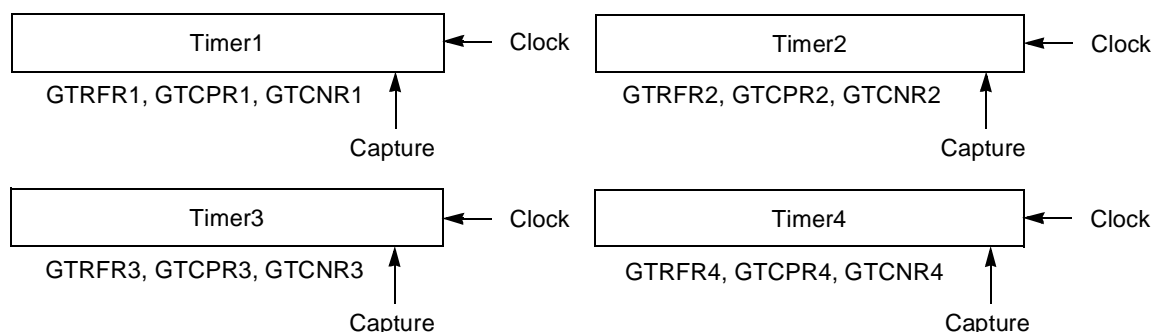 Timer1
Clock
GTRFR1, GTCPR1, GTCNR1
Capture
Timer2
Clock
GTRFR2, GTCPR2, GTCNR2
Capture
Timer3
Clock
GTRFR3, GTCPR3, GTCNR3
Capture
Timer4
Clock
GTRFR4, GTCPR4, GTCNR4
Capture